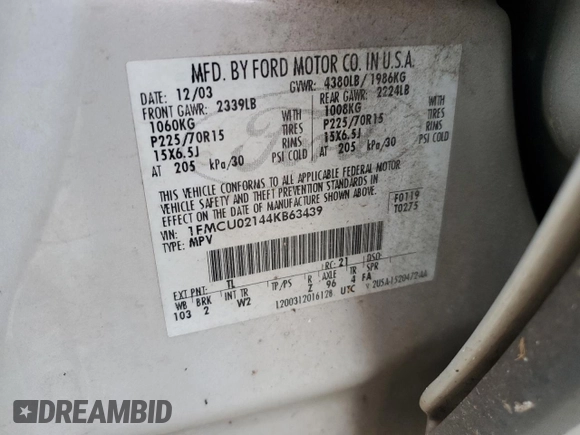 MFD. BY FORD MOTOR CO. IN U.S.A.
DATE: 12/03 GVWR: 4380LB/1986KG
FRONT GAWR: 2339LB REAR GAWR: 2224LB
1060KG WITH 1008KG WITH
P225/70R15 TIRES P225/70R15 TIRES
15X6.5J RIMS 15X6.5J RIMS
AT 205 kPa/30 PSI COLD AT 205 kPa/30 PSI COLD
THIS VEHICLE CONFORMS TO ALL APPLICABLE FEDERAL MOTOR
VEHICLE SAFETY AND THEFT PREVENTION STANDARDS IN
EFFECT ON THE DATE OF MANUFACTURE SHOWN ABOVE.
VIN: 1FMCU02144KB63439 F0119
TYPE: MPV T0275
EXT PNT: TL RC: 21 DSO:
WB BRK INT TR TP/PS R AXLE TR SPR
103 2 W2 Z 96 4 FA
1200312016128 UTC
DREAMBID